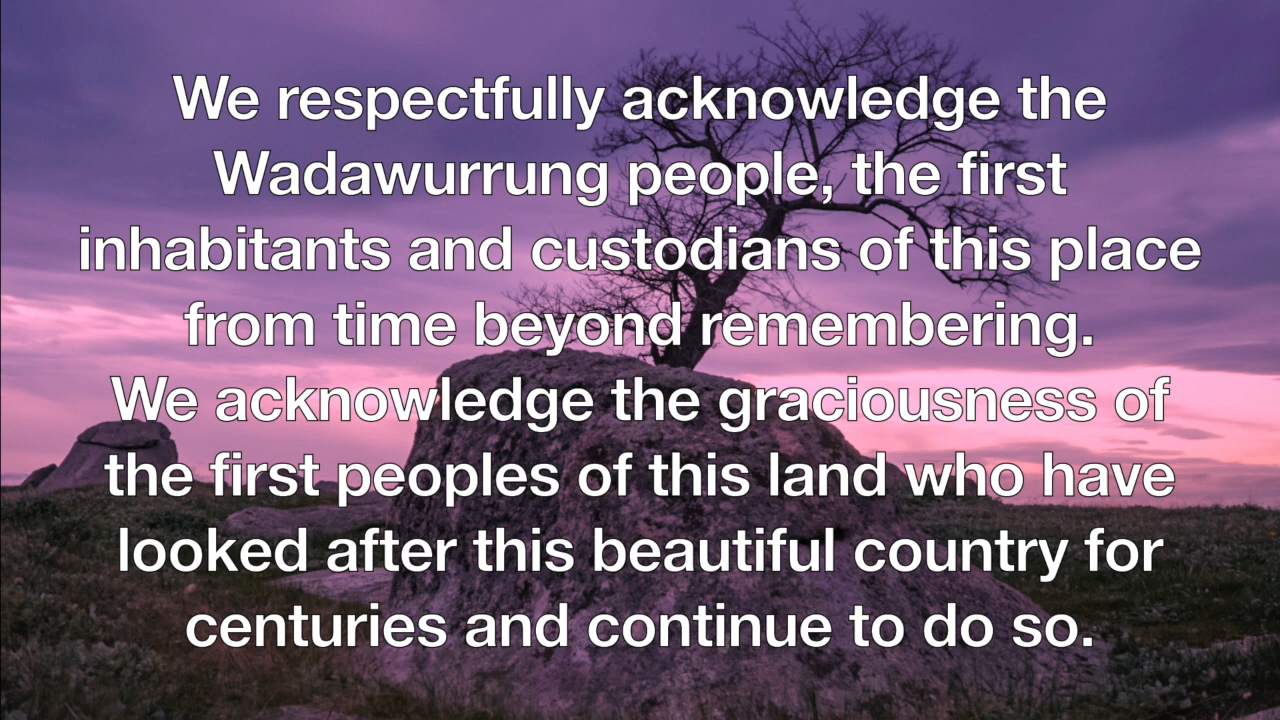 We respectfully acknowledge the
Wadawurrung people, the first
inhabitants and custodians of this place
from time beyond remembering.
We acknowledge the graciousness of
the first peoples of this land who have
looked after this beautiful country for
centuries and continue to do so.